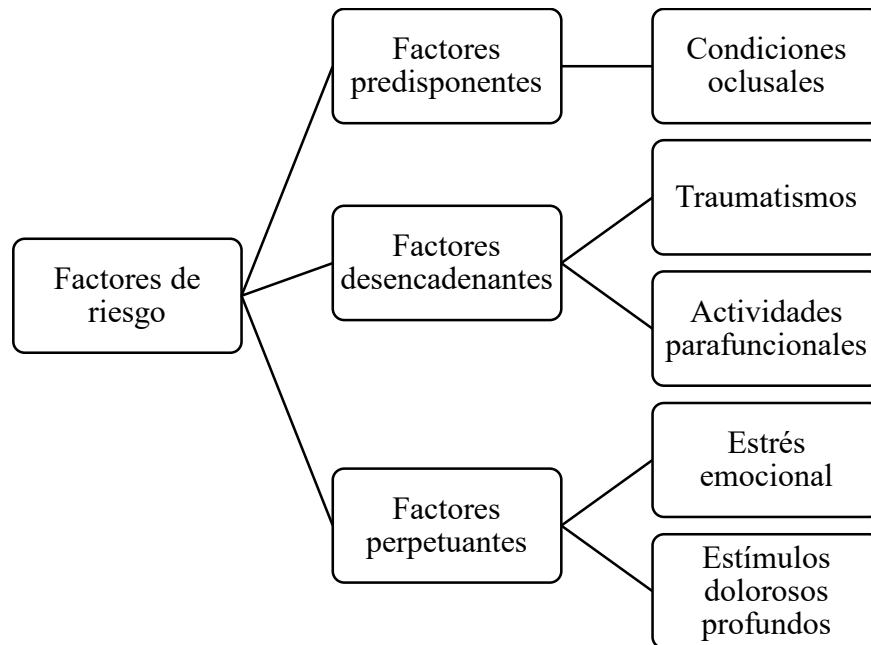 Factores de
riesgo
Factores
predisponentes
Condiciones
oclusales
Factores
desencadenantes
Traumatismos
Actividades
parafuncionales
Factores
perpetuantes
Estrés
emocional
Estímulos
dolorosos
profundos